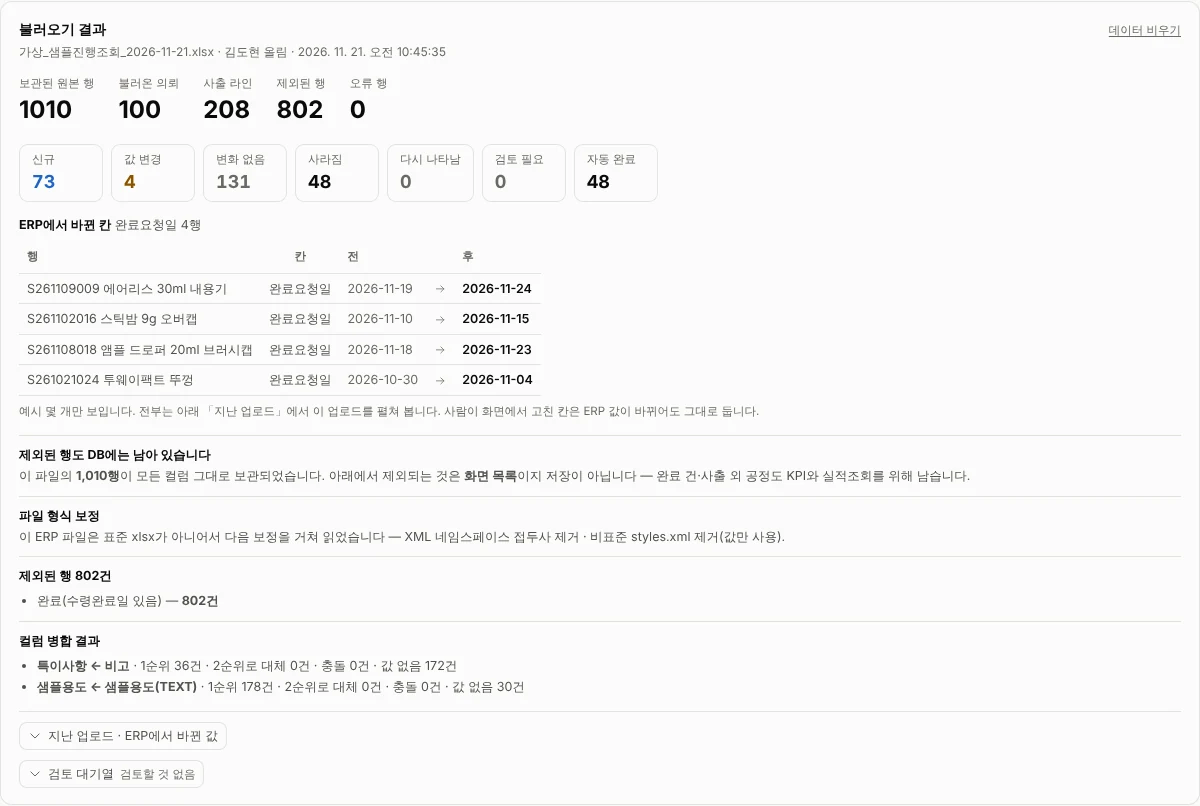 불러오기 결과
데이터 비우기
가상_샘플진행조회_2026-11-21.xlsx · 김도현 올림 · 2026. 11. 21. 오전 10:45:35
보관된 원본 행 불러온 의뢰 사출 라인 제외된 행 오류 행
1010 100 208 802 0
신규 값 변경 변화 없음 사라짐 다시 나타남 검토 필요 자동 완료
73 4 131 48 0 0 48
ERP에서 바뀐 칸 완료요청일 4행
행 칸 전 후
S261109009 에어리스 30ml 내용기 완료요청일 2026-11-19 → 2026-11-24
S261102016 스틱밤 9g 오버캡 완료요청일 2026-11-10 → 2026-11-15
S261108018 앰플 드로퍼 20ml 브러시캡 완료요청일 2026-11-18 → 2026-11-23
S261021024 투웨이팩트 뚜껑 완료요청일 2026-10-30 → 2026-11-04
예시 몇 개만 보입니다. 전부는 아래 「지난 업로드」에서 이 업로드를 펼쳐 봅니다. 사람이 화면에서 고친 칸은 ERP 값이 바뀌어도 그대로 둡니다.
제외된 행도 DB에는 남아 있습니다
이 파일의 1,010행이 모든 컬럼 그대로 보관되었습니다. 아래에서 제외되는 것은 화면 목록이지 저장이 아닙니다 — 완료 건·사출 외 공정도 KPI와 실적조회를 위해 남습니다.
파일 형식 보정
이 ERP 파일은 표준 xlsx가 아니어서 다음 보정을 거쳐 읽었습니다 — XML 네임스페이스 접두사 제거 · 비표준 styles.xml 제거(값만 사용).
제외된 행 802건
• 완료(수령완료일 있음) — 802건
컬럼 병합 결과
• 특이사항 ← 비고 · 1순위 36건 · 2순위로 대체 0건 · 충돌 0건 · 값 없음 172건
• 샘플용도 ← 샘플용도(TEXT) · 1순위 178건 · 2순위로 대체 0건 · 충돌 0건 · 값 없음 30건
지난 업로드 · ERP에서 바뀐 값
검토 대기열 검토할 것 없음